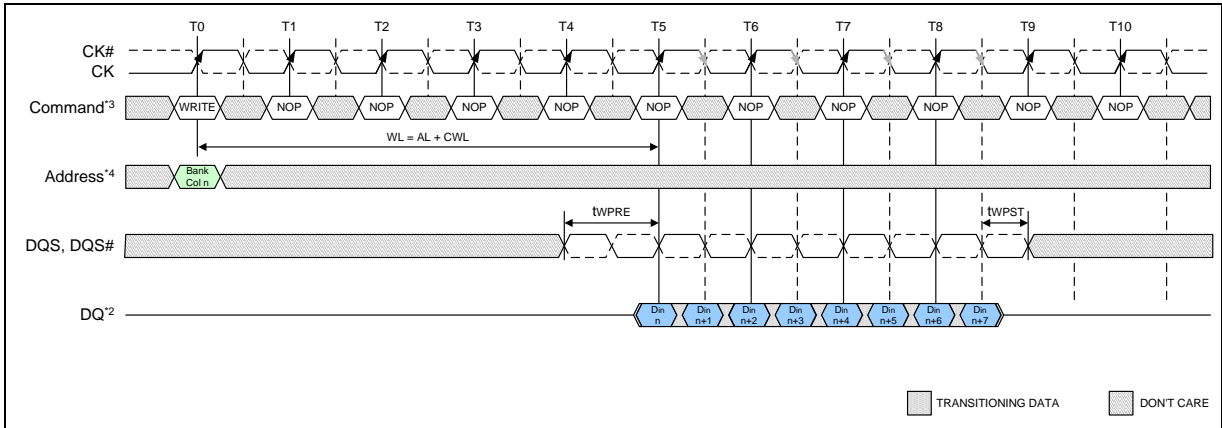 T0 T1 T2 T3 T4 T5 T6 T7 T8 T9 T10
CK#
CK
Command*3 WRITE NOP NOP NOP NOP NOP NOP NOP NOP NOP NOP
WL = AL + CWL
Address*4 Bank
Col n
tWPRE tWPST
DQS, DQS#
DQ*2 Din Din Din Din Din Din Din Din
n n+1 n+2 n+3 n+4 n+5 n+6 n+7
TRANSITIONING DATA DON'T CARE